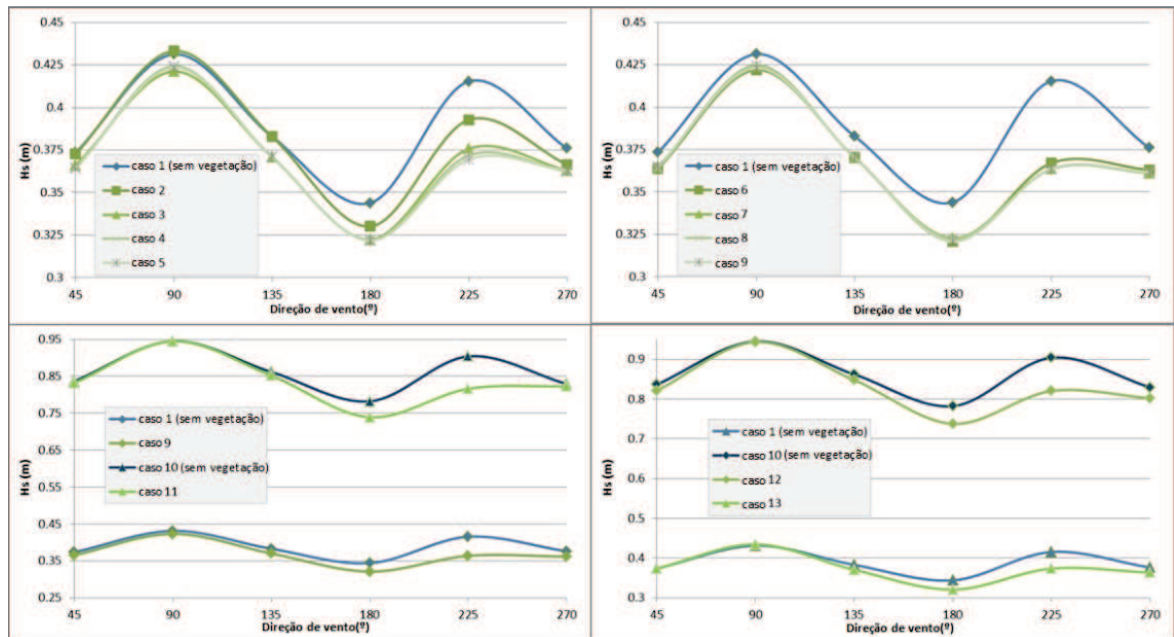 0.45
0.425
0.4
0.375
0.35
0.325
0.3
Hs (m)
caso 1 (sem vegetação)
caso 2
caso 3
caso 4
caso 5
45 90 135 180 225 270
Direção de vento(º)
0.45
0.425
0.4
0.375
0.35
0.325
0.3
Hs (m)
caso 1 (sem vegetação)
caso 6
caso 7
caso 8
caso 9
45 90 135 180 225 270
Direção de vento(º)
0.95
0.85
0.75
0.65
0.55
0.45
0.35
0.25
Hs (m)
caso 1 (sem vegetação)
caso 9
caso 10 (sem vegetação)
caso 11
45 90 135 180 225 270
Direção de vento(º)
0.9
0.8
0.7
0.6
0.5
0.4
0.3
Hs (m)
caso 1 (sem vegetação)
caso 10 (sem vegetação)
caso 12
caso 13
45 90 135 180 225 270
Direção de vento(º)